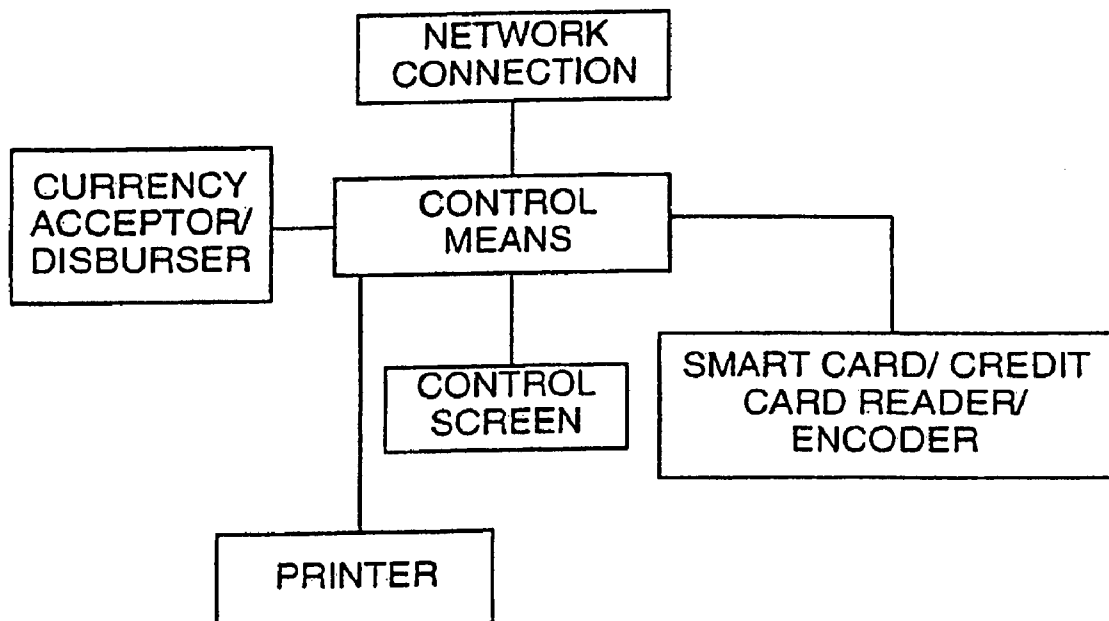 NETWORK
CONNECTION
CURRENCY
ACCEPTOR/
DISBURSER
CONTROL
MEANS
CONTROL
SCREEN
SMART CARD/ CREDIT
CARD READER/
ENCODER
PRINTER